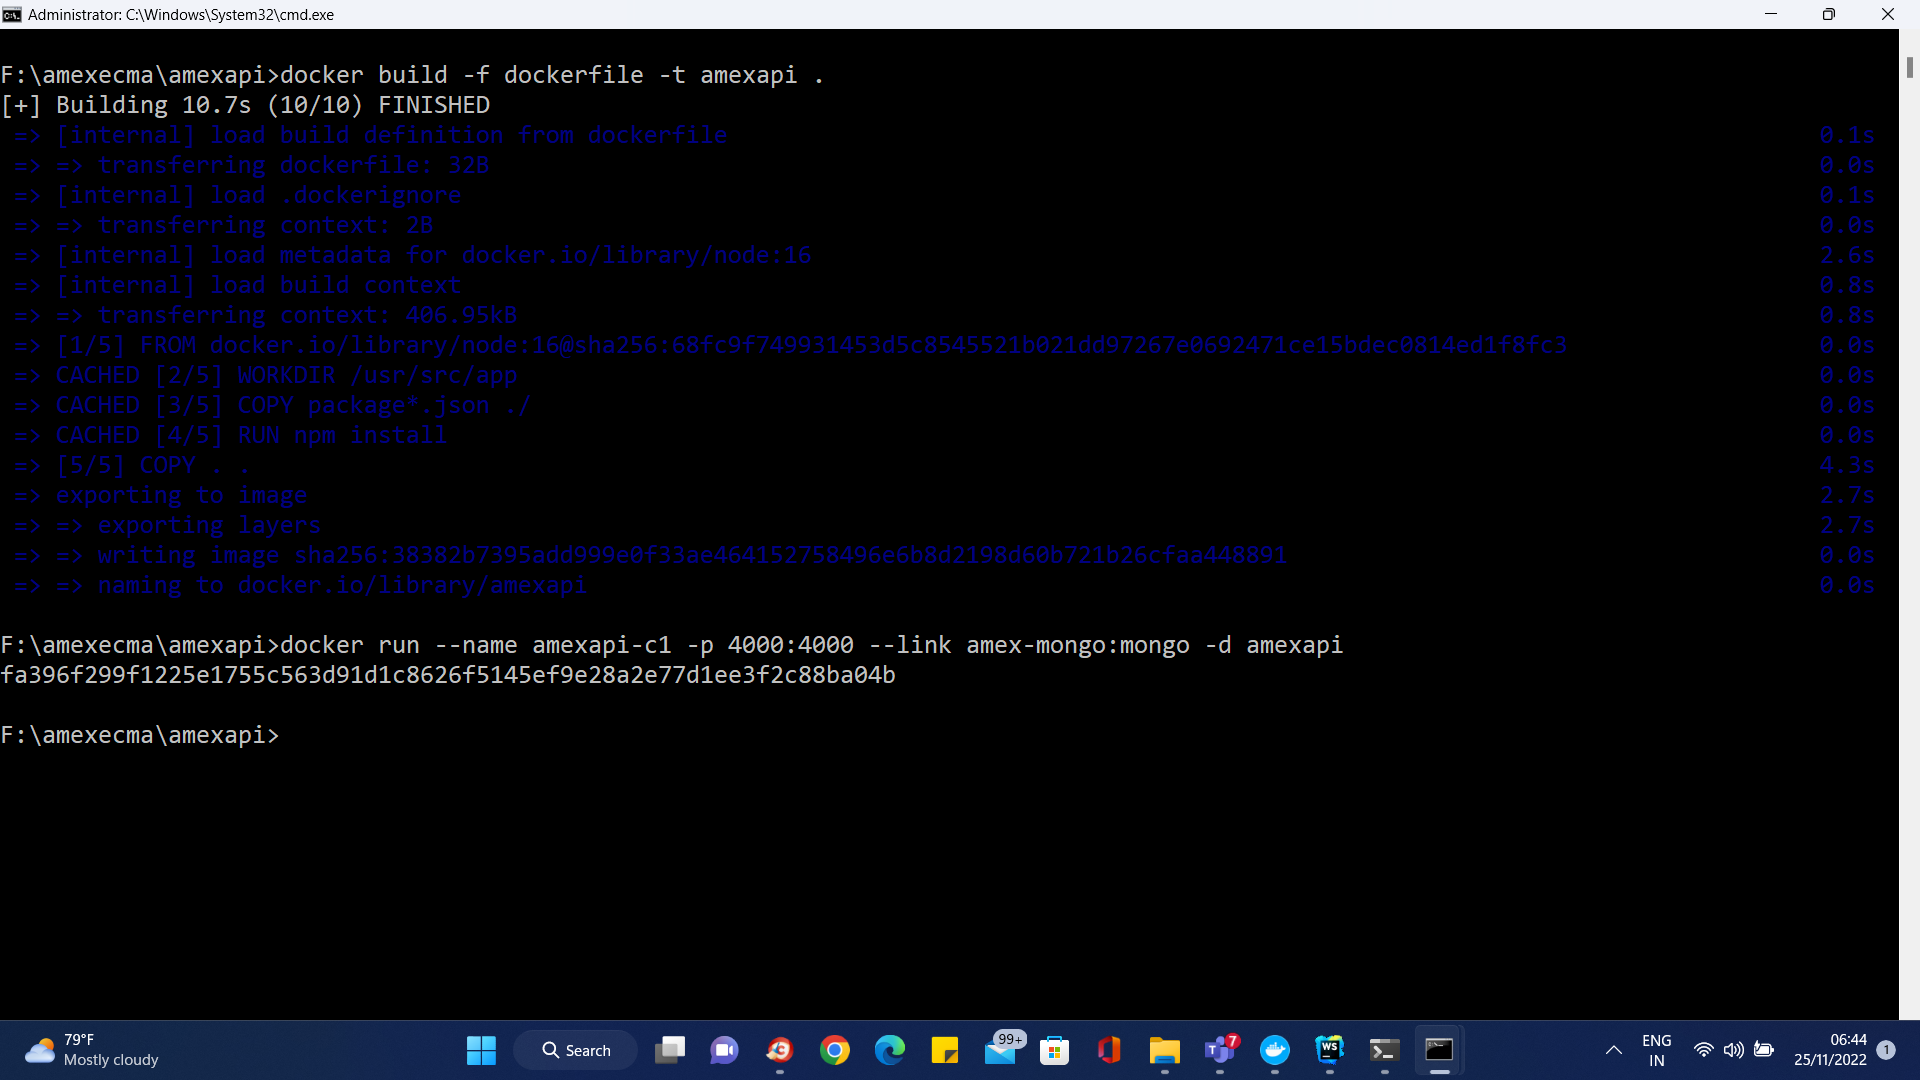 Administrator: C:\Windows\System32\cmd.exe
F:\amexecma\amexapi>docker build -f dockerfile -t amexapi .
[+] Building 10.7s (10/10) FINISHED
=> [internal] load build definition from dockerfile 0.1s
=> => transferring dockerfile: 32B 0.0s
=> [internal] load .dockerignore 0.1s
=> => transferring context: 2B 0.0s
=> [internal] load metadata for docker.io/library/node:16 2.6s
=> [internal] load build context 0.8s
=> => transferring context: 406.95kB 0.8s
=> [1/5] FROM docker.io/library/node:16@sha256:68fc9f749931453d5c8545521b021dd97267e0692471ce15bdec0814ed1f8fc3 0.0s
=> CACHED [2/5] WORKDIR /usr/src/app 0.0s
=> CACHED [3/5] COPY package*.json ./ 0.0s
=> CACHED [4/5] RUN npm install 0.0s
=> [5/5] COPY . . 4.3s
=> exporting to image 2.7s
=> => exporting layers 2.7s
=> => writing image sha256:38382b7395add999e0f33ae464152758496e6b8d2198d60b721b26cfaa448891 0.0s
=> => naming to docker.io/library/amexapi 0.0s
F:\amexecma\amexapi>docker run --name amexapi-c1 -p 4000:4000 --link amex-mongo:mongo -d amexapi
fa396f299f1225e1755c563d91d1c8626f5145ef9e28a2e77d1ee3f2c88ba04b
F:\amexecma\amexapi>
79°F
Mostly cloudy
Search
99+
7
WS
ENG
IN
06:44
25/11/2022
1